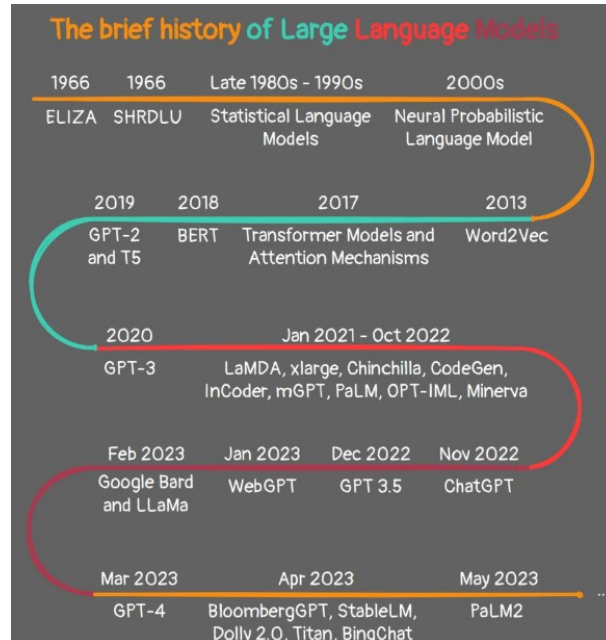 The brief history of Large Language Models
1966 1966 Late 1980s - 1990s 2000s
ELIZA SHRDLU Statistical Language Neural Probabilistic
Models Language Model
2019 2018 2017 2013
GPT-2 BERT Transformer Models and Word2Vec
and T5 Attention Mechanisms
2020 Jan 2021 - Oct 2022
GPT-3 LaMDA, xlarge, Chinchilla, CodeGen,
InCoder, mGPT, PaLM, OPT-IML, Minerva
Feb 2023 Jan 2023 Dec 2022 Nov 2022
Google Bard WebGPT GPT 3.5 ChatGPT
and LLaMa
Mar 2023 Apr 2023 May 2023 ..
GPT-4 BloombergGPT, StableLM, PaLM2
Dolly 2.0, Titan, BingChat